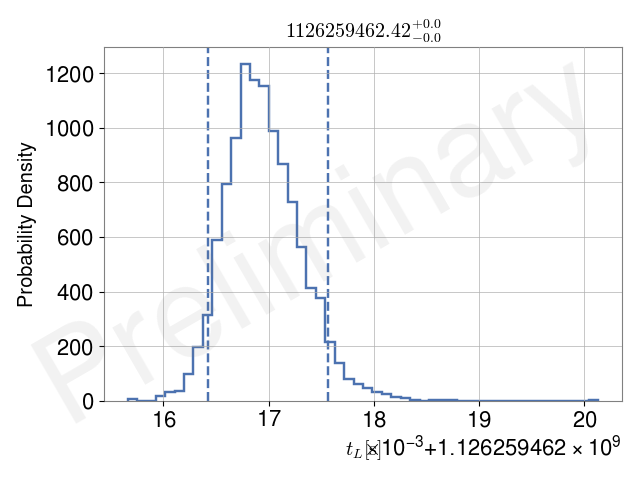 1126259462.42^{+0.0}_{-0.0}
Preliminary
Probability Density
1200
1000
800
600
400
200
0
16 17 18 19 20
t_L[s] ×10⁻³+1.126259462 × 10⁹